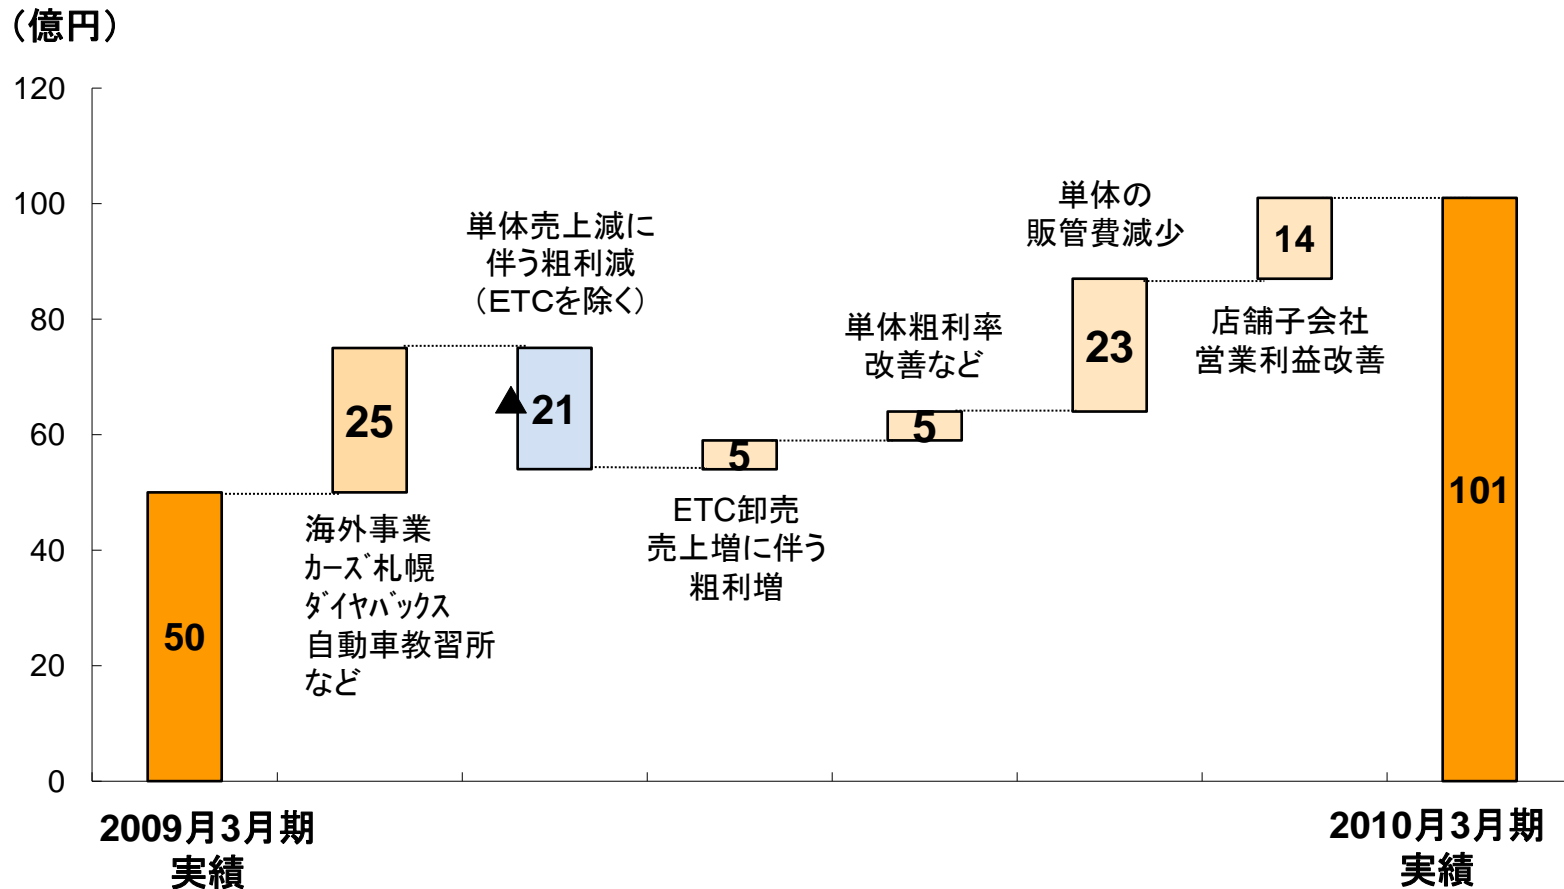 （億円）
120
100
80
60
40
20
0
50
海外事業
ｶｰｽﾞ札幌
ﾀﾞｲﾔﾊﾞｯｸｽ
自動車教習所
など
25
単体売上減に
伴う粗利減
（ETCを除く）
▲21
5
ETC卸売
売上増に伴う
粗利増
単体粗利率
改善など
5
単体の
販管費減少
23
14
店舗子会社
営業利益改善
101
2009月3月期
実績
2010月3月期
実績